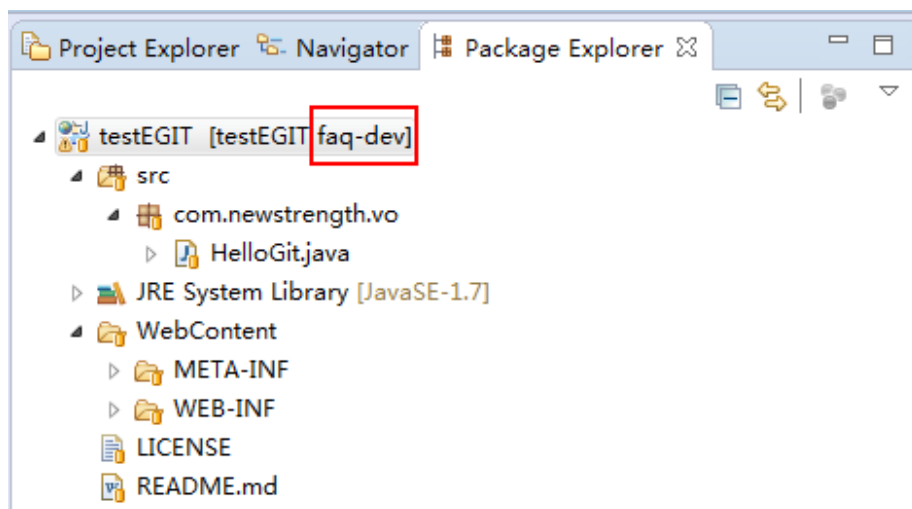 Project Explorer Navigator Package Explorer
testEGIT [testEGIT faq-dev]
src
com.newstrength.vo
HelloGit.java
JRE System Library [JavaSE-1.7]
WebContent
META-INF
WEB-INF
LICENSE
README.md